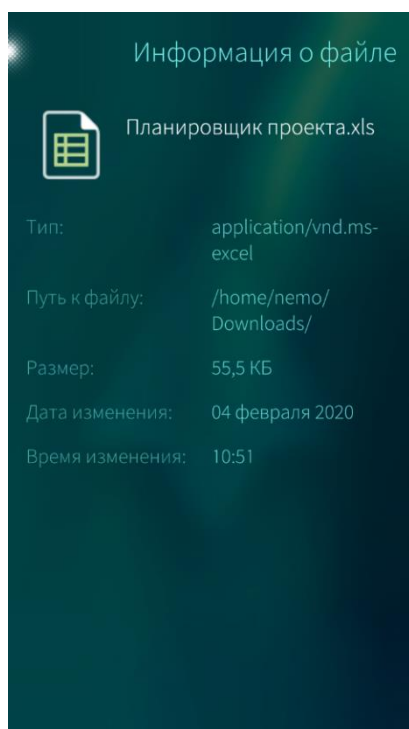 Информация о файле
Планировщик проекта.xls
Тип: application/vnd.ms-
excel
Путь к файлу: /home/nemo/
Downloads/
Размер: 55,5 КБ
Дата изменения: 04 февраля 2020
Время изменения: 10:51